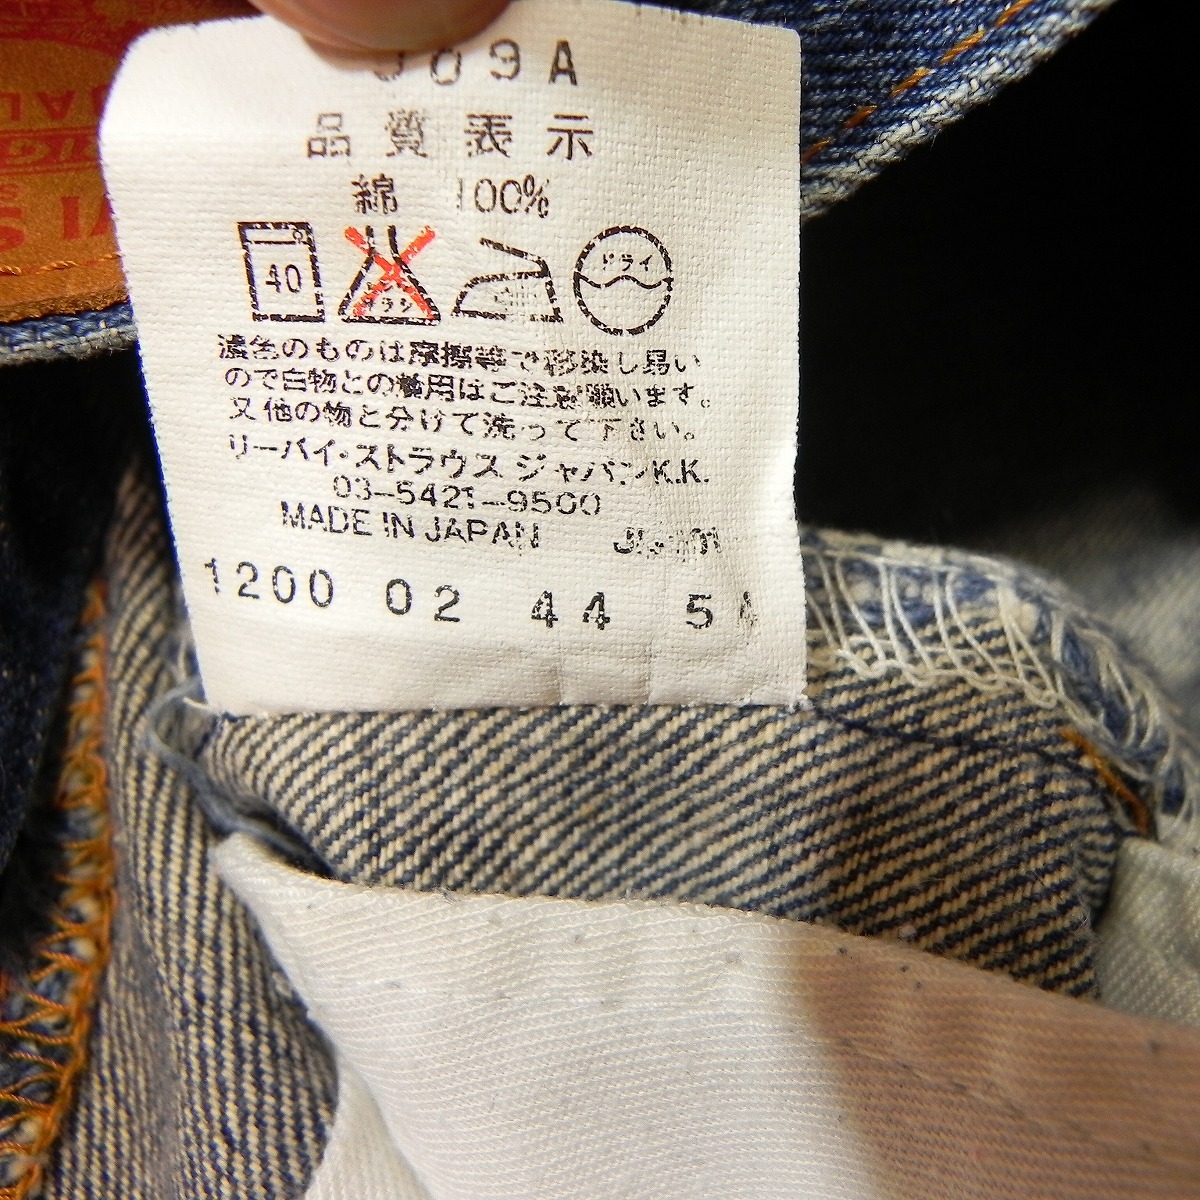 J09A
品質表示
綿 100%
40 ドライ
濃色のものは摩擦等で移染し易い
ので白物との着用はご注意願います。
又他の物と分けて洗って下さい。
リーバイ・ストラウス ジャパンK.K.
03-5421-9500
MADE IN JAPAN
1200 02 44 5